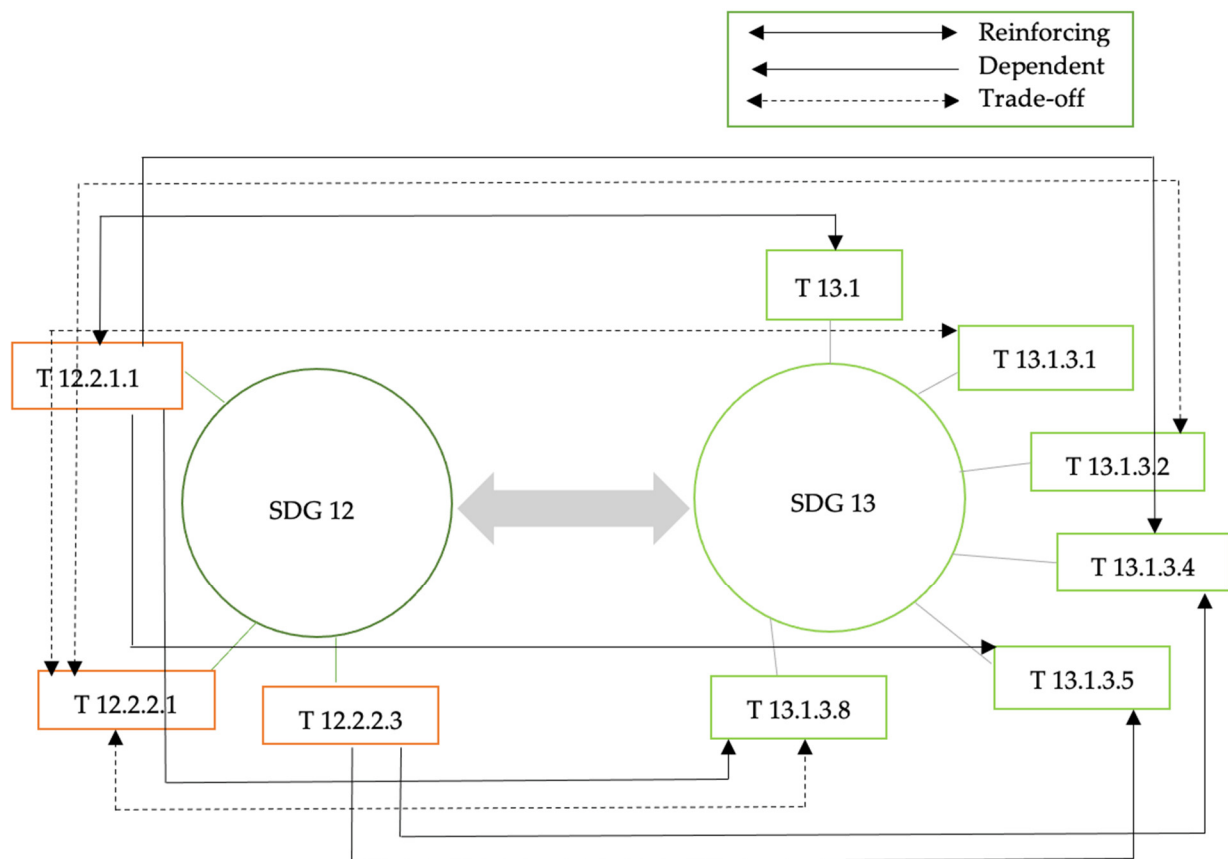 Reinforcing
Dependent
Trade-off
T 13.1
T 13.1.3.1
T 12.2.1.1
T 13.1.3.2
SDG 12
SDG 13
T 13.1.3.4
T 13.1.3.5
T 12.2.2.1
T 12.2.2.3
T 13.1.3.8